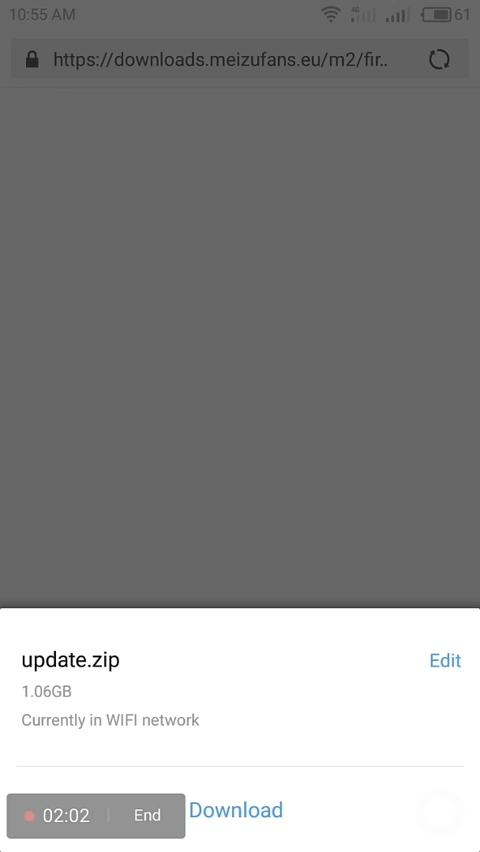 10:55 AM 4G 61
https://downloads.meizufans.eu/m2/fir..
update.zip Edit
1.06GB
Currently in WIFI network
02:02 End Download